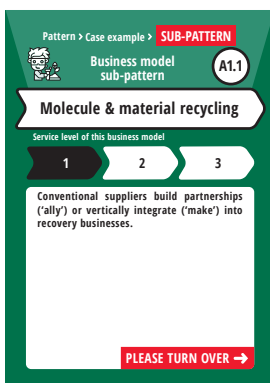 Pattern > Case example > SUB-PATTERN
Business model
sub-pattern
A1.1
Molecule & material recycling
Service level of this business model
1 2 3
Conventional suppliers build partnerships
('ally') or vertically integrate ('make') into
recovery businesses.
PLEASE TURN OVER →